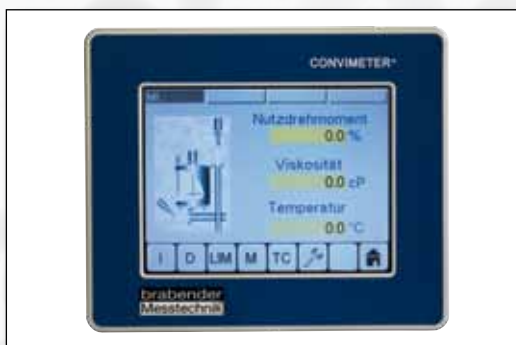 CONVIMETER
Nutzdrehmoment
0.0 %
Viskosität
0.0 cP
Temperatur
0.0 °C
I D LIM M TC
brabender
Messtechnik